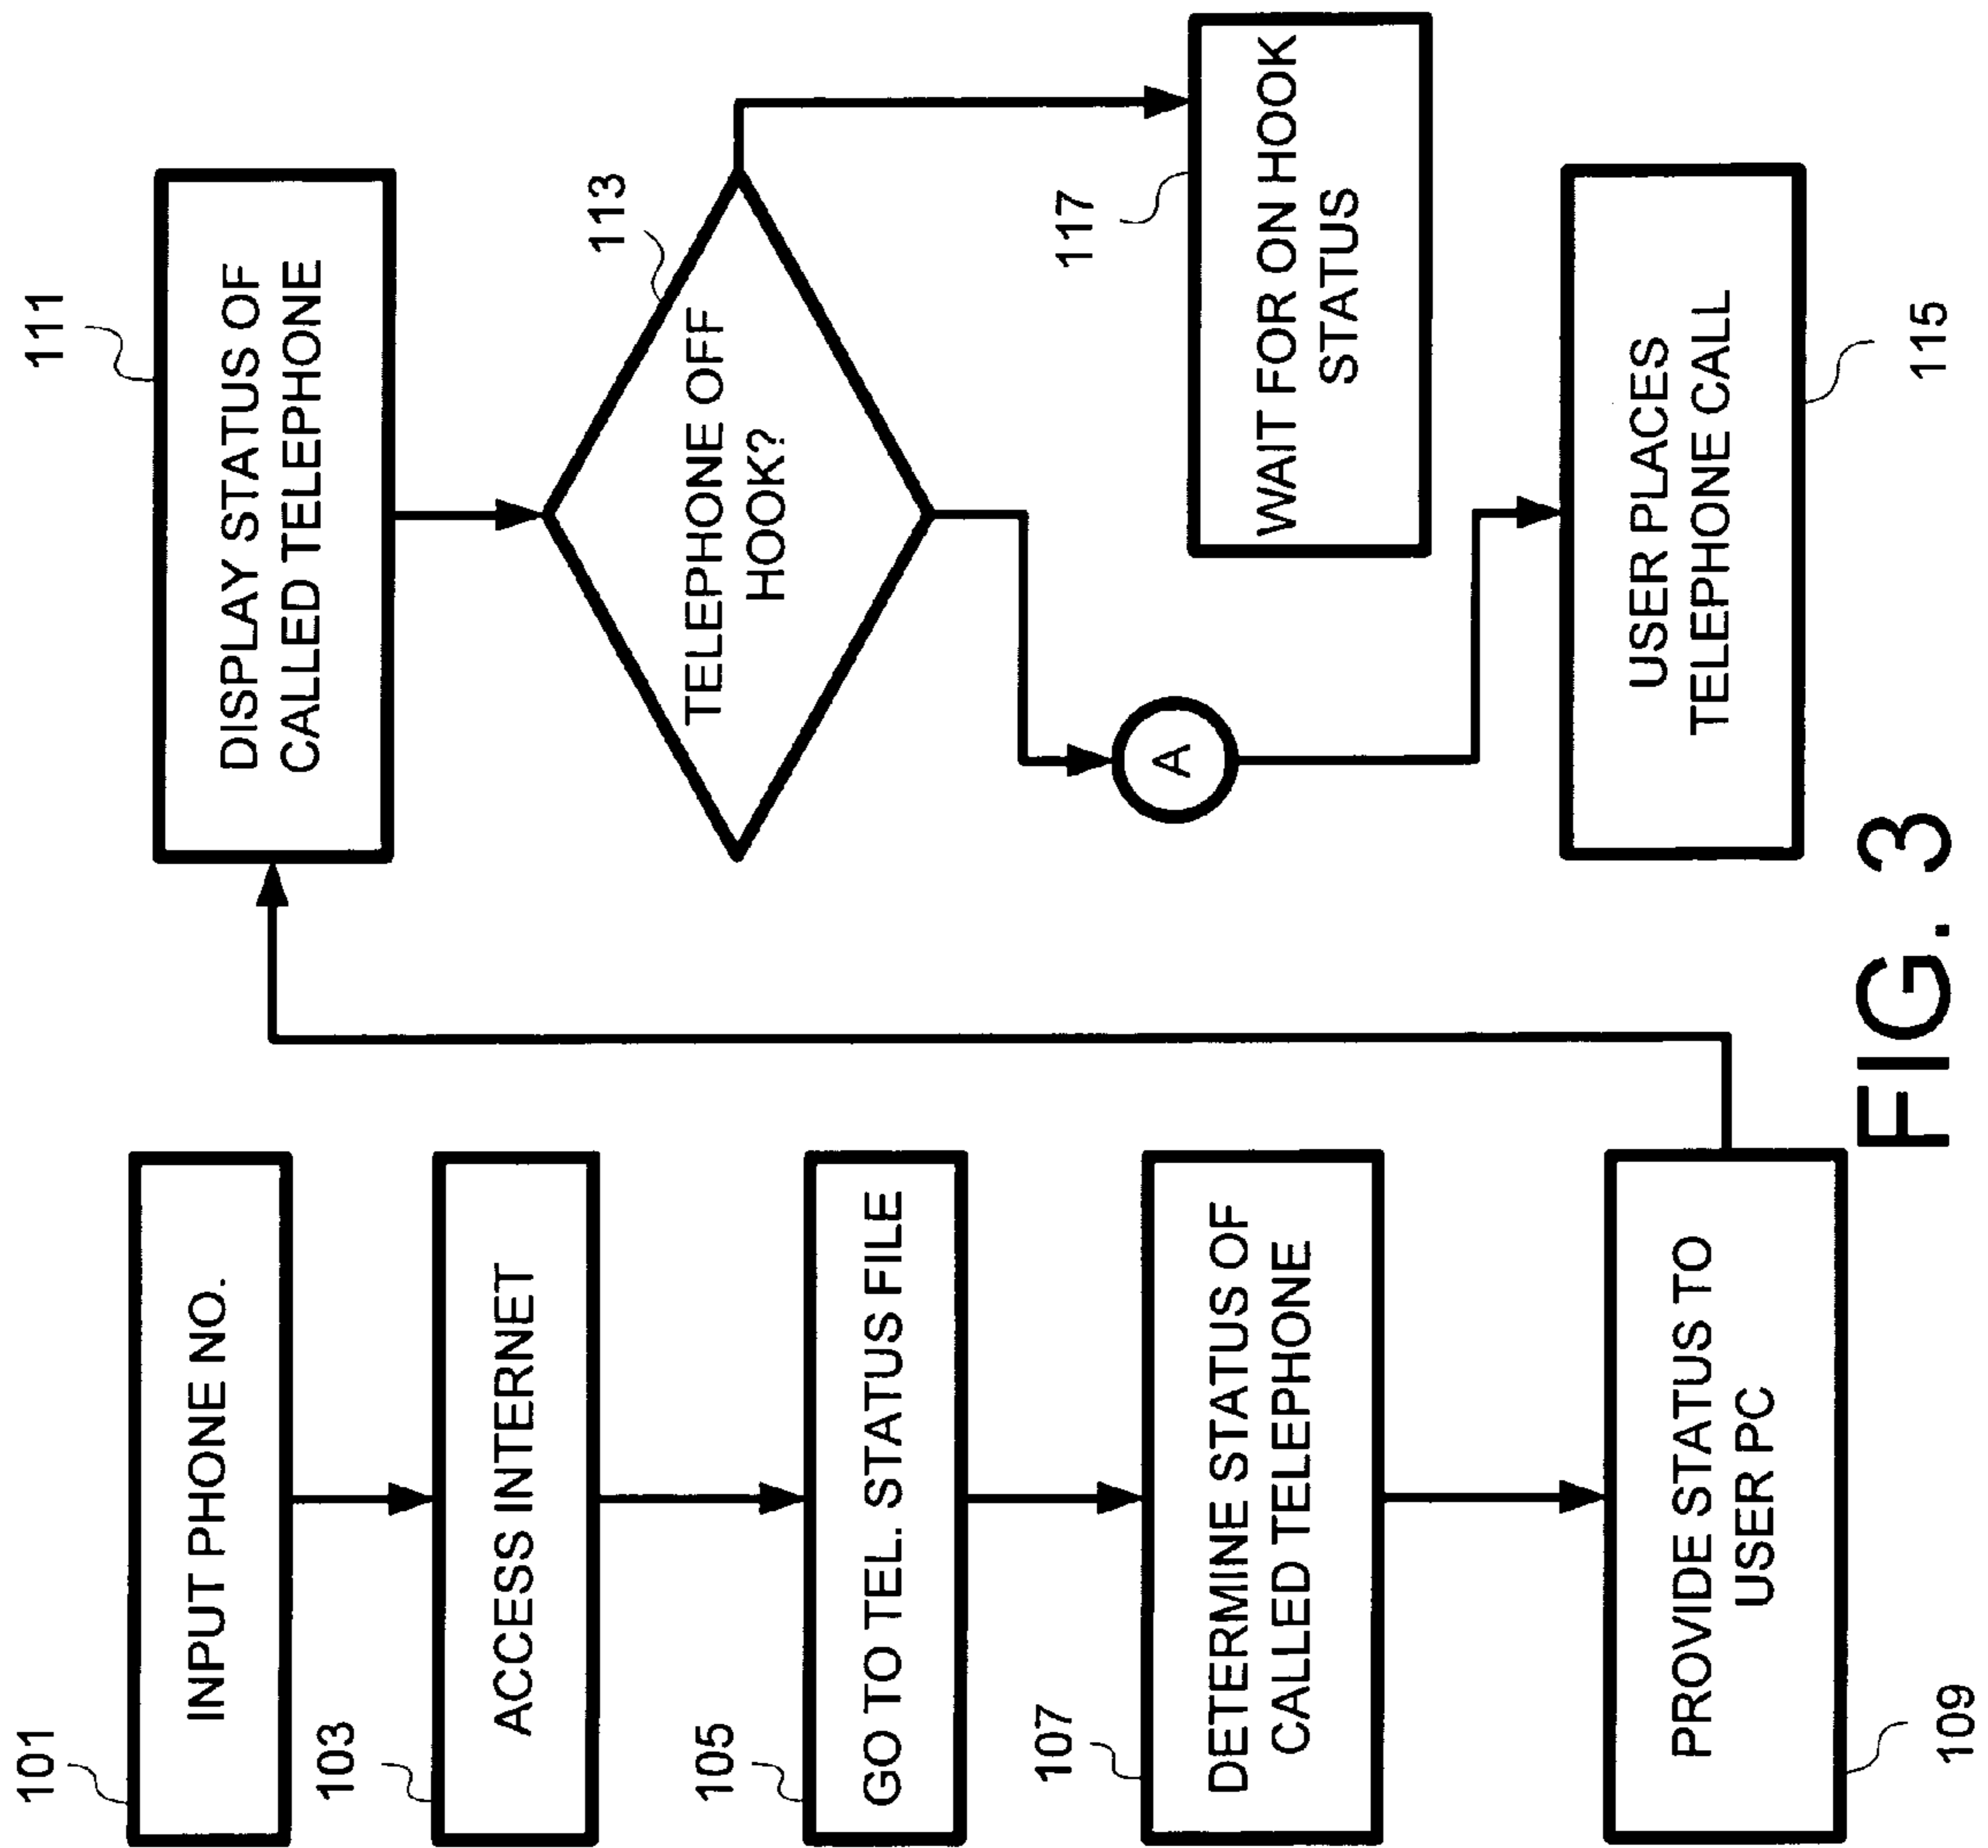 101
INPUT PHONE NO.
103
ACCESS INTERNET
105
GO TO TEL. STATUS FILE
107
DETERMINE STATUS OF
CALLED TELEPHONE
109
PROVIDE STATUS TO
USER PC
111
DISPLAY STATUS OF
CALLED TELEPHONE
113
TELEPHONE OFF
HOOK?
117
WAIT FOR ON HOOK
STATUS
A
USER PLACES
TELEPHONE CALL
115
FIG. 3